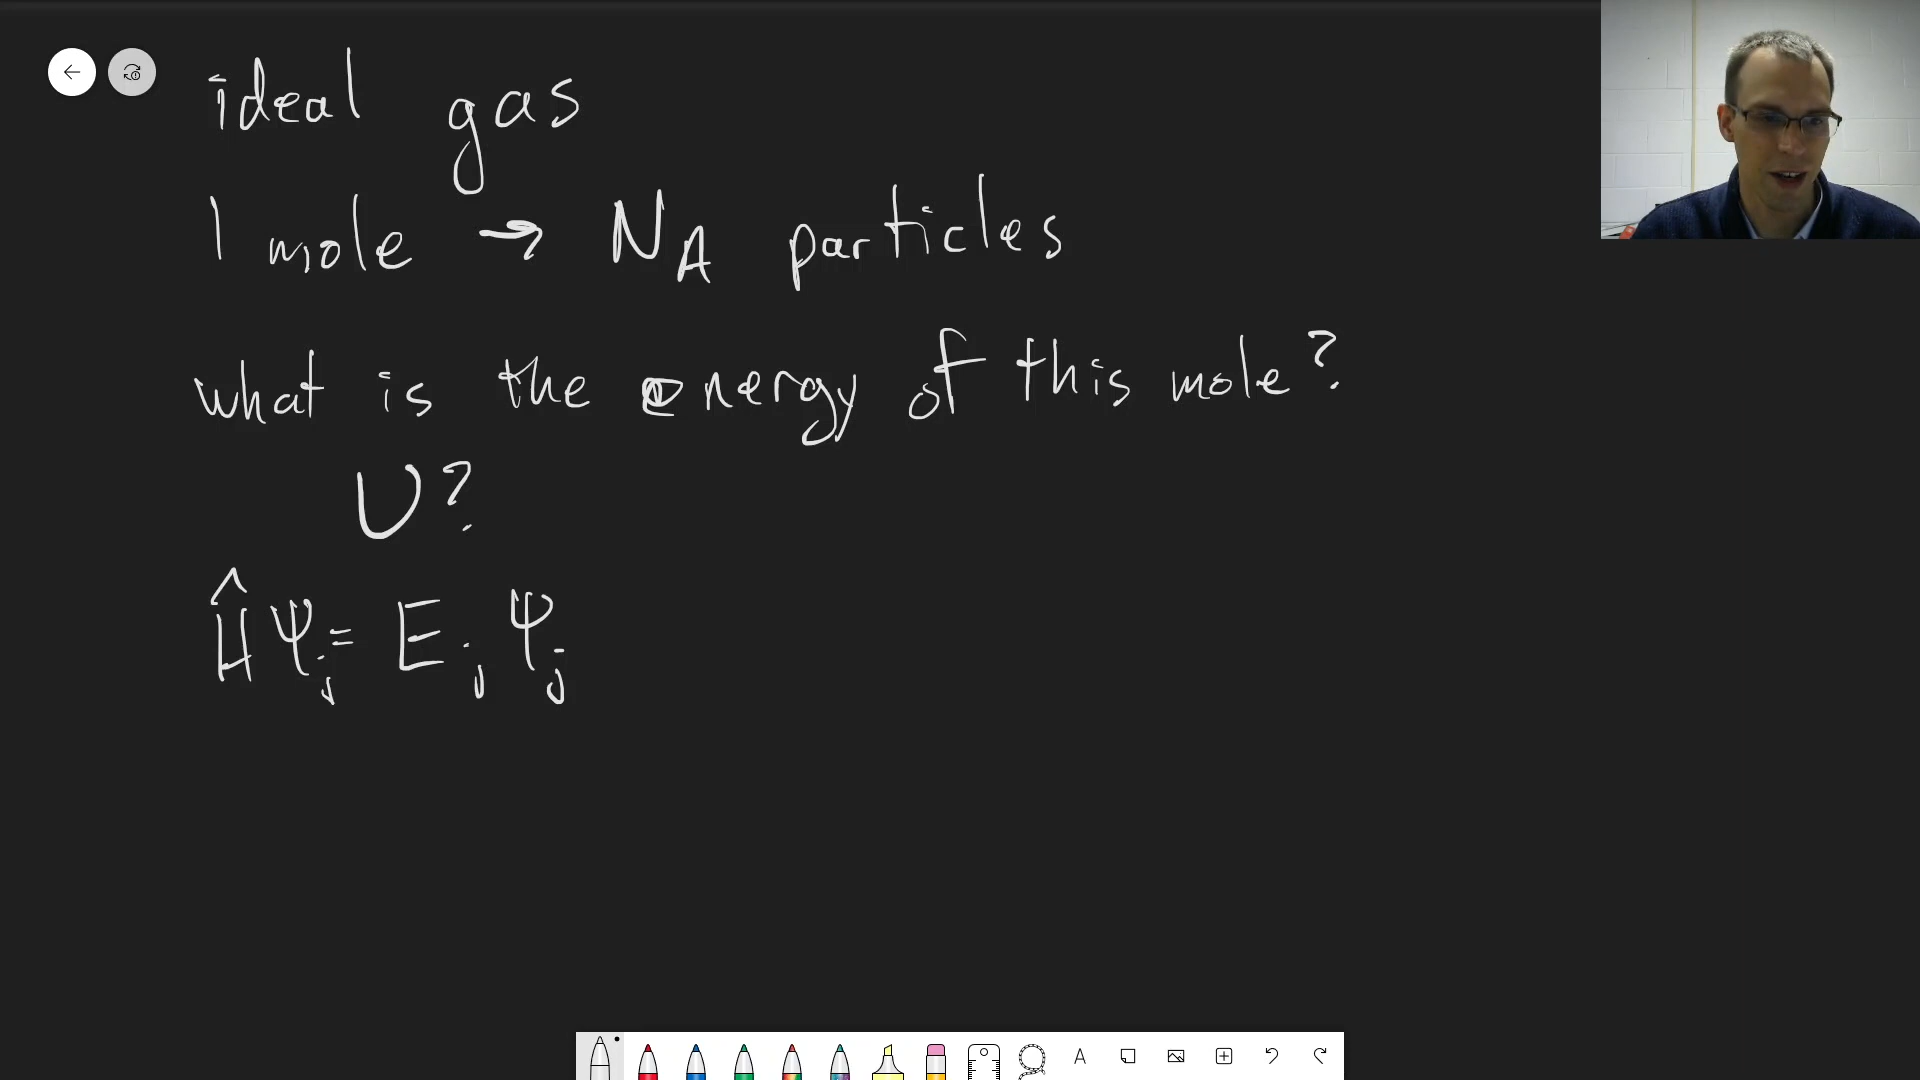 ideal gas
1 mole → N_A particles
what is the energy of this mole?
U?
ĤΨ_j = E_j Ψ_j
A